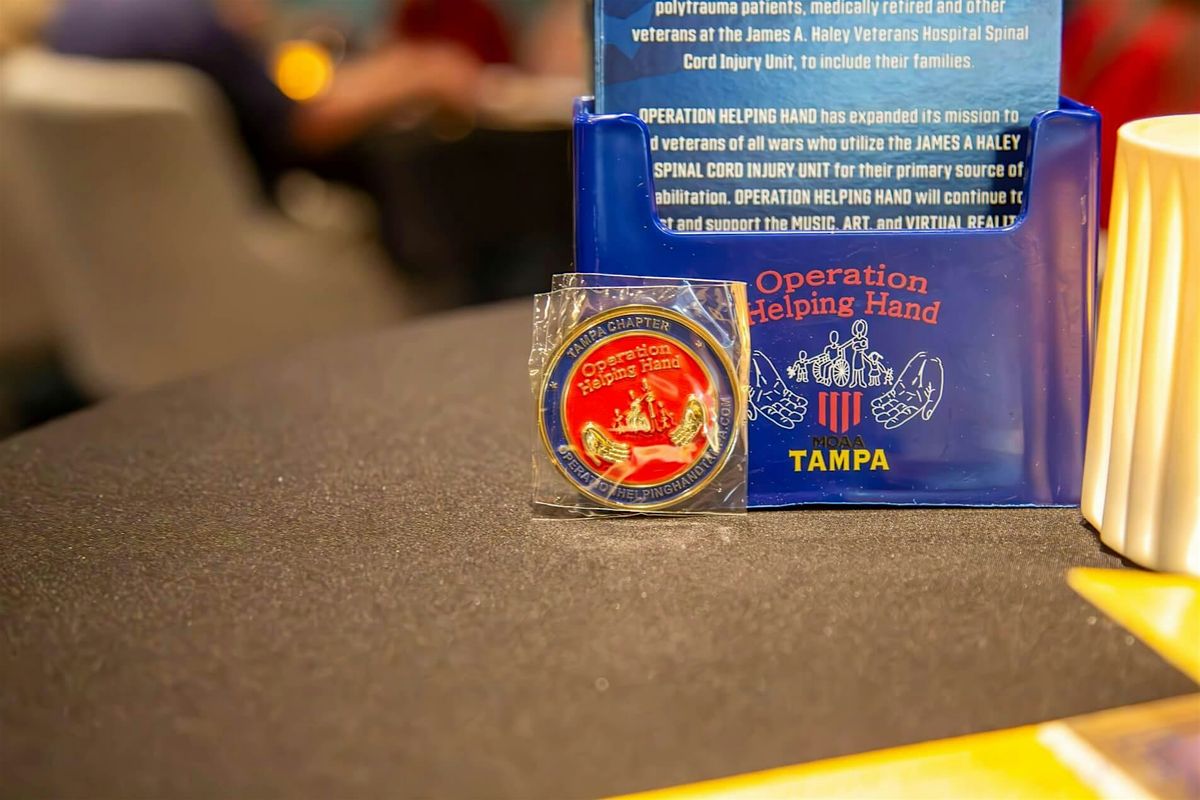 polytrauma patients, medically retired and other
veterans at the James A. Haley Veterans Hospital Spinal
Cord Injury Unit, to include their families.
OPERATION HELPING HAND has expanded its mission to
veterans of all wars who utilize the JAMES A HALEY
SPINAL CORD INJURY UNIT for their primary source of
OPERATION HELPING HAND will continue to
and support the MUSIC, ART, and VIRTUAL
Operation
Helping Hand
MOAA
TAMPA
TAMPA CHAPTER
Operation
Helping Hand
OPERATIONHELPINGHANDTAMPA.COM